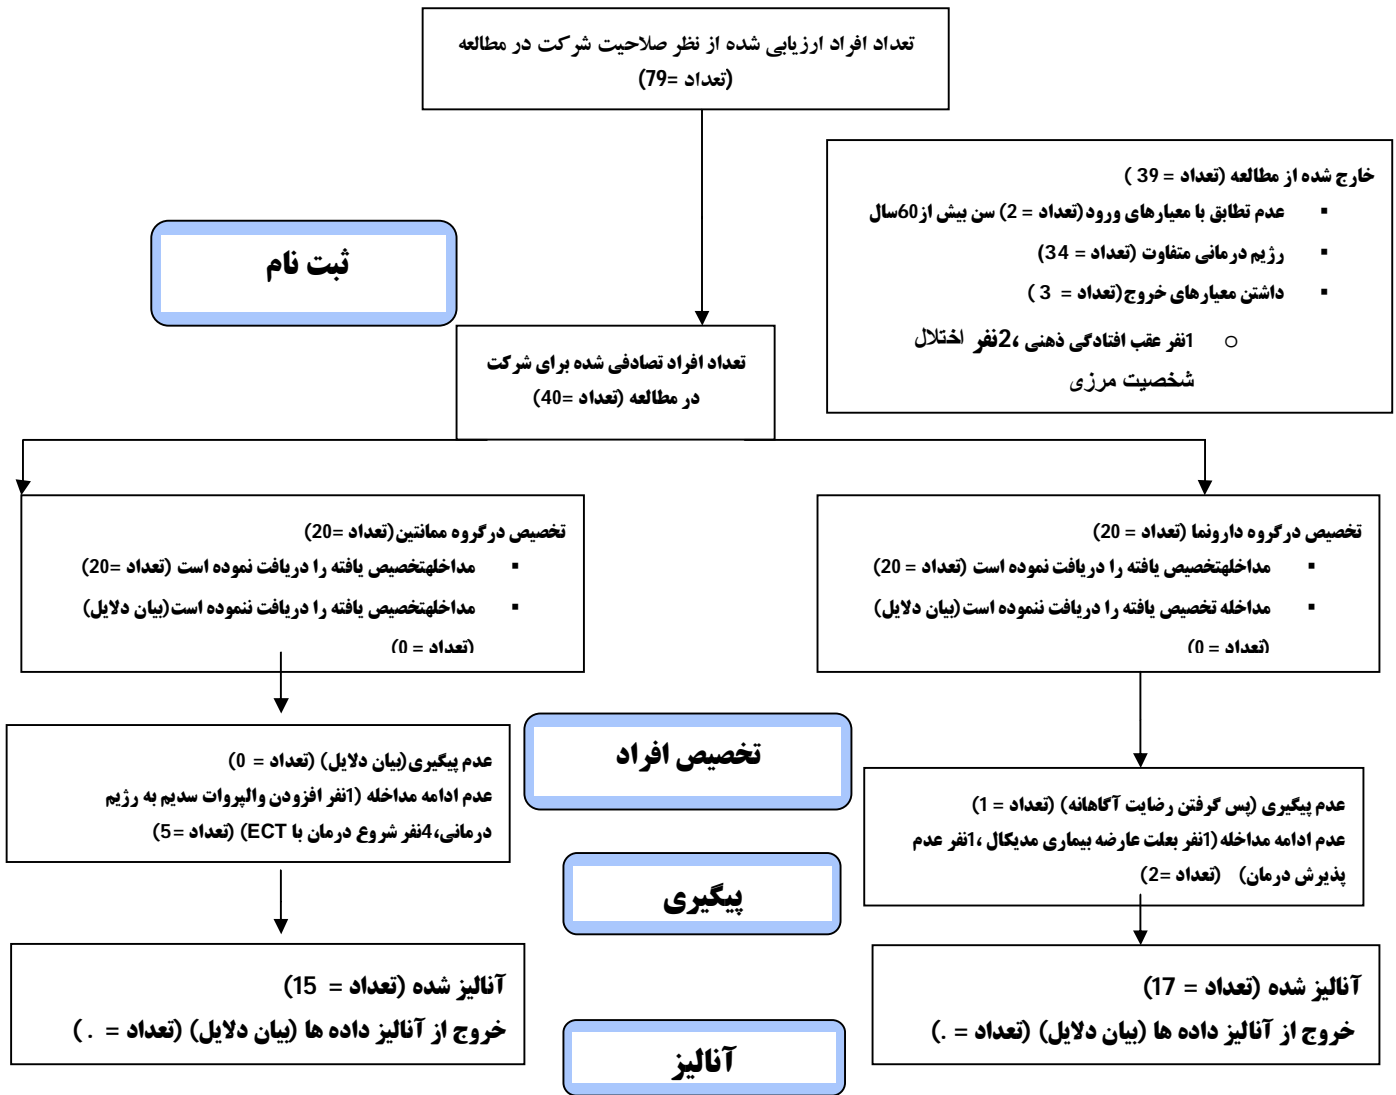 تعداد افراد ارزیابی شده از نظر صلاحیت شرکت در مطالعه
(تعداد =79)
خارج شده از مطالعه (تعداد = 39 )
▪ عدم تطابق با معیارهای ورود(تعداد = 2) سن بیش از60سال
▪ رژیم درمانی متفاوت (تعداد = 34)
▪ داشتن معیارهای خروج(تعداد = 3 )
○ 1نفر عقب افتادگی ذهنی ،2نفر اختلال
شخصیت مرزی
ثبت نام
تعداد افراد تصادفی شده برای شرکت
در مطالعه (تعداد =40)
تخصیص درگروه دارونما (تعداد = 20)
▪ مداخلهتخصیص یافته را دریافت نموده است (تعداد = 20)
▪ مداخله تخصیص یافته را دریافت ننموده است(بیان دلایل)
(تعداد = 0)
تخصیص درگروه ممانتین(تعداد =20)
▪ مداخلهتخصیص یافته را دریافت نموده است (تعداد =20)
▪ مداخلهتخصیص یافته را دریافت ننموده است(بیان دلایل)
(تعداد = 0)
تخصیص افراد
عدم پیگیری (پس گرفتن رضایت آگاهانه) (تعداد = 1)
عدم ادامه مداخله (1نفر بعلت عارضه بیماری مدیکال ،1نفر عدم
پذیرش درمان) (تعداد =2)
عدم پیگیری(بیان دلایل) (تعداد = 0)
عدم ادامه مداخله (1نفر افزودن والپروات سدیم به رژیم
درمانی،4نفر شروع درمان با ECT) (تعداد =5)
پیگیری
آنالیز شده (تعداد = 17)
خروج از آنالیز داده ها (بیان دلایل) (تعداد = .)
آنالیز شده (تعداد = 15)
خروج از آنالیز داده ها (بیان دلایل) (تعداد = . )
آنالیز